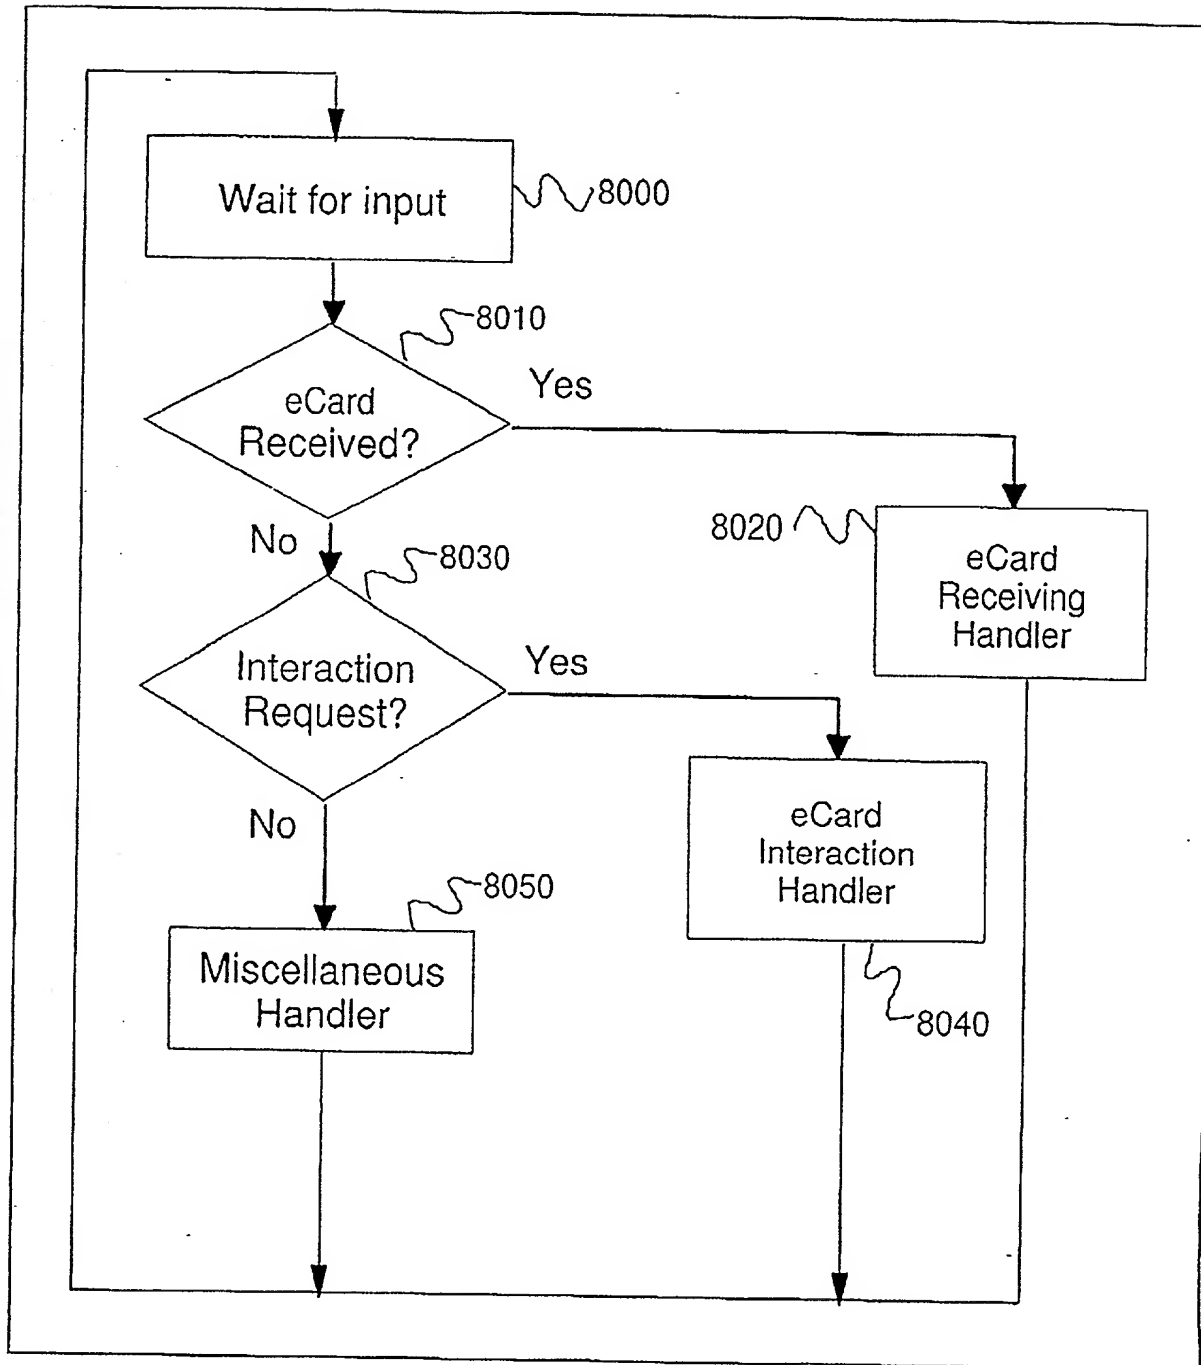 Wait for input
8000
8010
eCard
Received?
Yes
No
8020
eCard
Receiving
Handler
8030
Interaction
Request?
Yes
No
eCard
Interaction
Handler
8040
8050
Miscellaneous
Handler